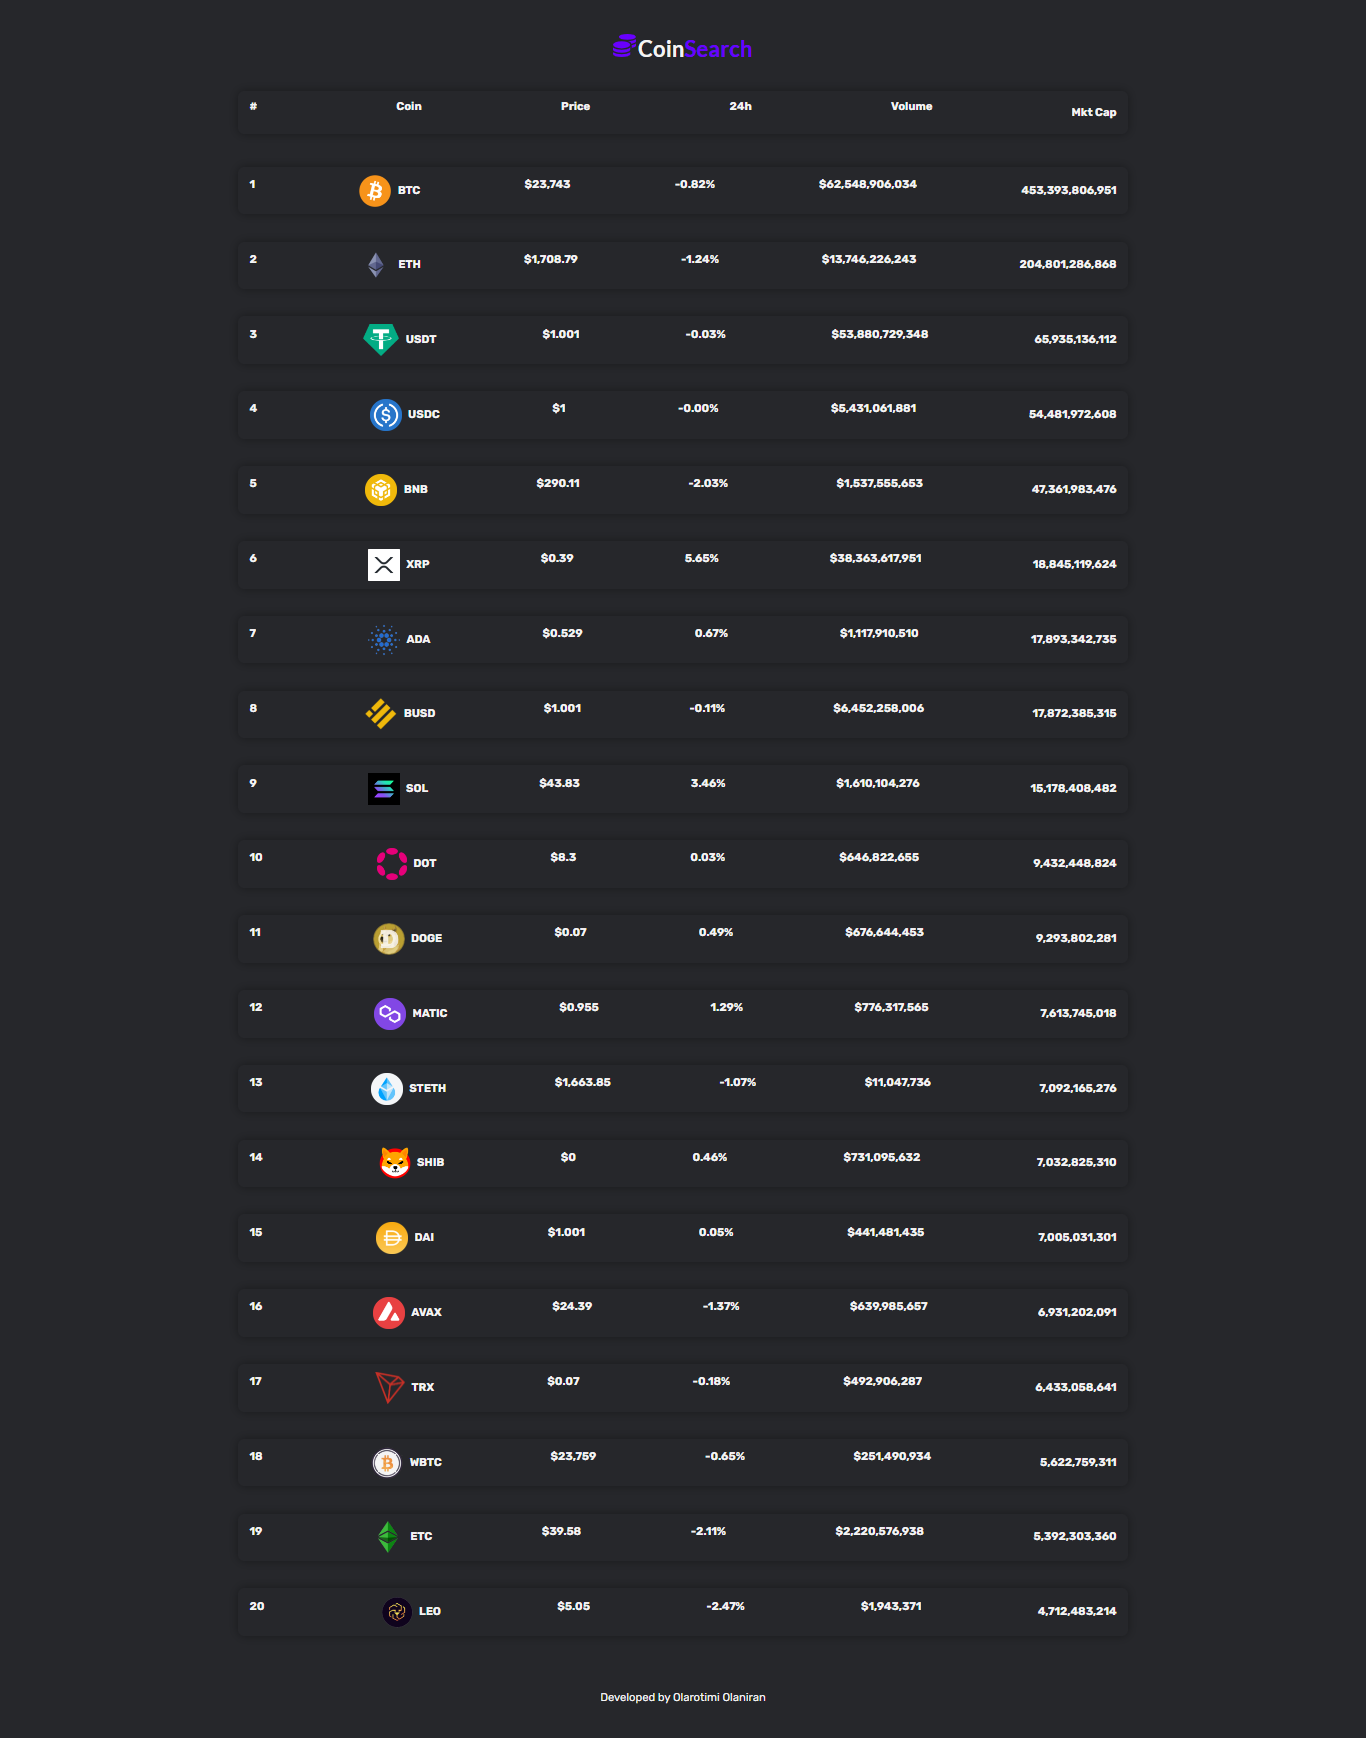 CoinSearch
# Coin Price 24h Volume Mkt Cap
1 BTC $23,743 -0.82% $62,548,906,034 453,393,806,951
2 ETH $1,708.79 -1.24% $13,746,226,243 204,801,286,868
3 USDT $1.001 -0.03% $53,880,729,348 65,935,136,112
4 USDC $1 -0.00% $5,431,061,881 54,481,972,608
5 BNB $290.11 -2.03% $1,537,555,653 47,361,983,476
6 XRP $0.39 5.65% $38,363,617,951 18,845,119,624
7 ADA $0.529 0.67% $1,117,910,510 17,893,342,735
8 BUSD $1.001 -0.11% $6,452,258,006 17,872,385,315
9 SOL $43.83 3.46% $1,610,104,276 15,178,408,482
10 DOT $8.3 0.03% $646,822,655 9,432,448,824
11 DOGE $0.07 0.49% $676,644,453 9,293,802,281
12 MATIC $0.955 1.29% $776,317,565 7,613,745,018
13 STETH $1,663.85 -1.07% $11,047,736 7,092,165,276
14 SHIB $0 0.46% $731,095,632 7,032,825,310
15 DAI $1.001 0.05% $441,481,435 7,005,031,301
16 AVAX $24.39 -1.37% $639,985,657 6,931,202,091
17 TRX $0.07 -0.18% $492,906,287 6,433,058,641
18 WBTC $23,759 -0.65% $251,490,934 5,622,759,311
19 ETC $39.58 -2.11% $2,220,576,938 5,392,303,360
20 LEO $5.05 -2.47% $1,943,371 4,712,483,214
Developed by Olarotimi Olaniran